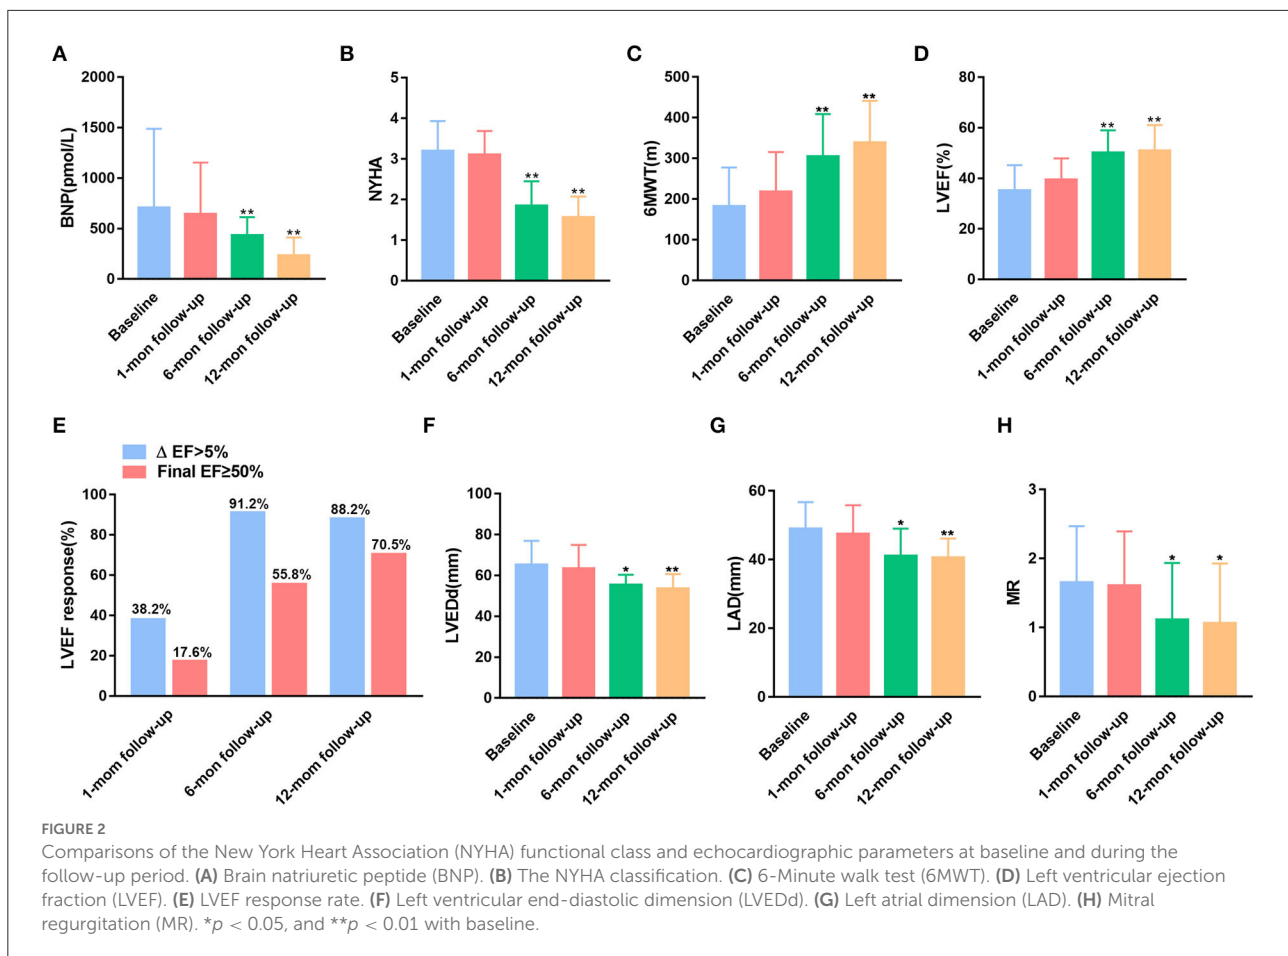 A
BNP(pmol/L)
2000
1500
1000
500
0
**
**
Baseline
1-mon follow-up
6-mon follow-up
12-mon follow-up
B
NYHA
5
4
3
2
1
0
**
**
Baseline
1-mon follow-up
6-mon follow-up
12-mon follow-up
C
6MWT(m)
500
400
300
200
100
0
**
**
Baseline
1-mon follow-up
6-mon follow-up
12-mon follow-up
D
LVEF(%)
80
60
40
20
0
**
**
Baseline
1-mon follow-up
6-mon follow-up
12-mon follow-up
E
Δ EF>5%
Final EF≥50%
LVEF response(%)
100
80
60
40
20
0
38.2%
17.6%
91.2%
55.8%
88.2%
70.5%
1-mom follow-up
6-mon follow-up
12-mom follow-up
F
LVEDd(mm)
100
80
60
40
60
0
*
**
Baseline
1-mon follow-up
6-mon follow-up
12-mon follow-up
G
LAD(mm)
60
40
20
0
*
**
Baseline
1-mon follow-up
6-mon follow-up
12-mon follow-up
H
MR
3
2
1
0
*
*
Baseline
1-mon follow-up
6-mon follow-up
12-mon follow-up
FIGURE 2
Comparisons of the New York Heart Association (NYHA) functional class and echocardiographic parameters at baseline and during the
follow-up period. (A) Brain natriuretic peptide (BNP). (B) The NYHA classification. (C) 6-Minute walk test (6MWT). (D) Left ventricular ejection
fraction (LVEF). (E) LVEF response rate. (F) Left ventricular end-diastolic dimension (LVEDd). (G) Left atrial dimension (LAD). (H) Mitral
regurgitation (MR). *p < 0.05, and **p < 0.01 with baseline.